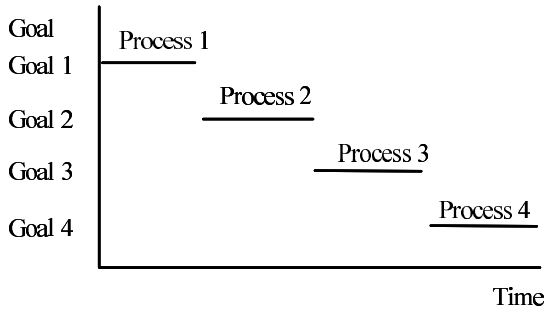 Goal
Process 1
Goal 1
Process 2
Goal 2
Process 3
Goal 3
Process 4
Goal 4
Time